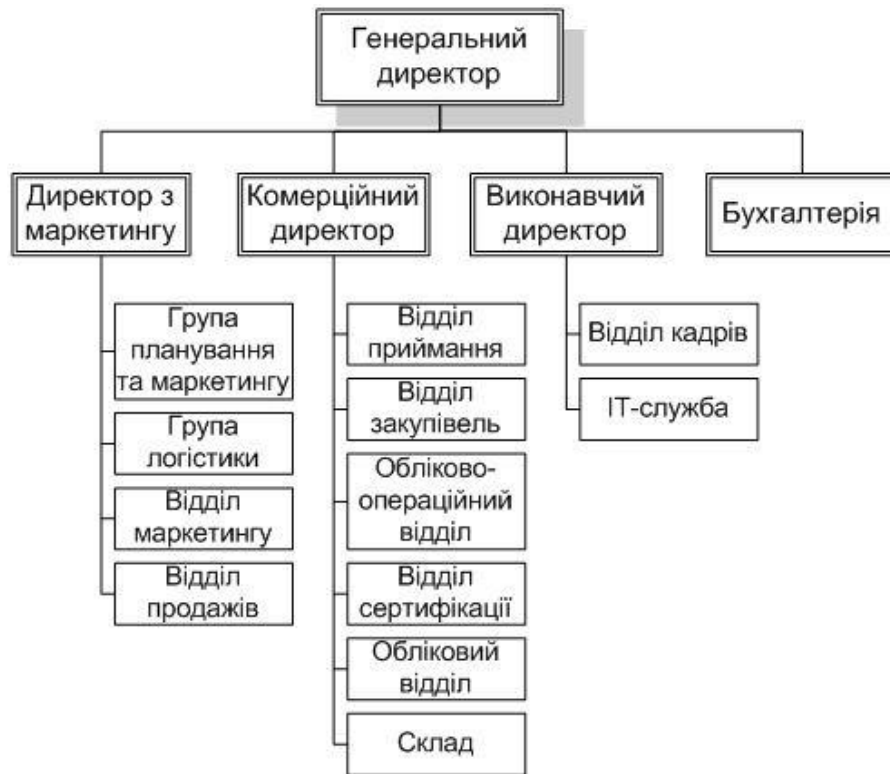 Генеральний
директор
Директор з
маркетингу
Комерційний
директор
Виконавчий
директор
Бухгалтерія
Група
планування
та маркетингу
Група
логістики
Відділ
маркетингу
Відділ
продажів
Відділ
приймання
Відділ
закупівель
Обліково-
операційний
відділ
Відділ
сертифікації
Обліковий
відділ
Склад
Відділ кадрів
ІТ-служба